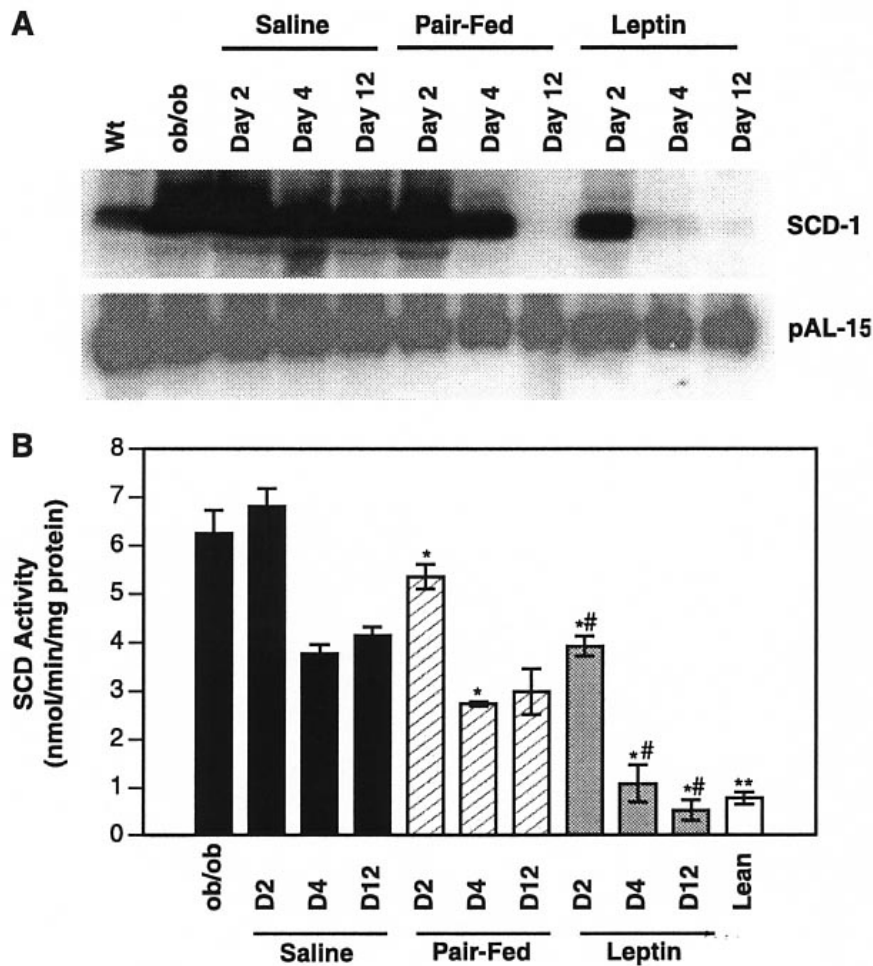 A
Saline Pair-Fed Leptin
Wt ob/ob Day 2 Day 4 Day 12 Day 2 Day 4 Day 12 Day 2 Day 4 Day 12
SCD-1
pAL-15
B
SCD Activity
(nmol/min/mg protein)
8
7
6
5
4
3
2
1
0
* * *# *# *# **
ob/ob D2 D4 D12 D2 D4 D12 D2 D4 D12 Lean
Saline Pair-Fed Leptin